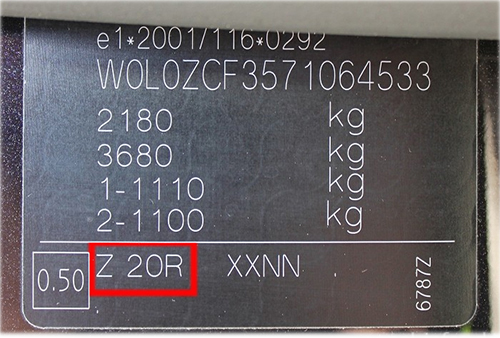 e1*2001/116*0292
W0L0ZCF3571064533
2180 kg
3680 kg
1-1110 kg
2-1100 kg
0.50 Z 20R XXNN 6787Z